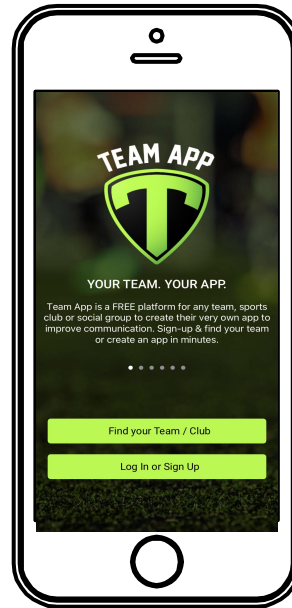 TEAM APP
T
YOUR TEAM. YOUR APP.
Team App is a FREE platform for any team, sports
club or social group to create their very own app to
improve communication. Sign-up & find your team
or create an app in minutes.
Find your Team / Club
Log In or Sign Up